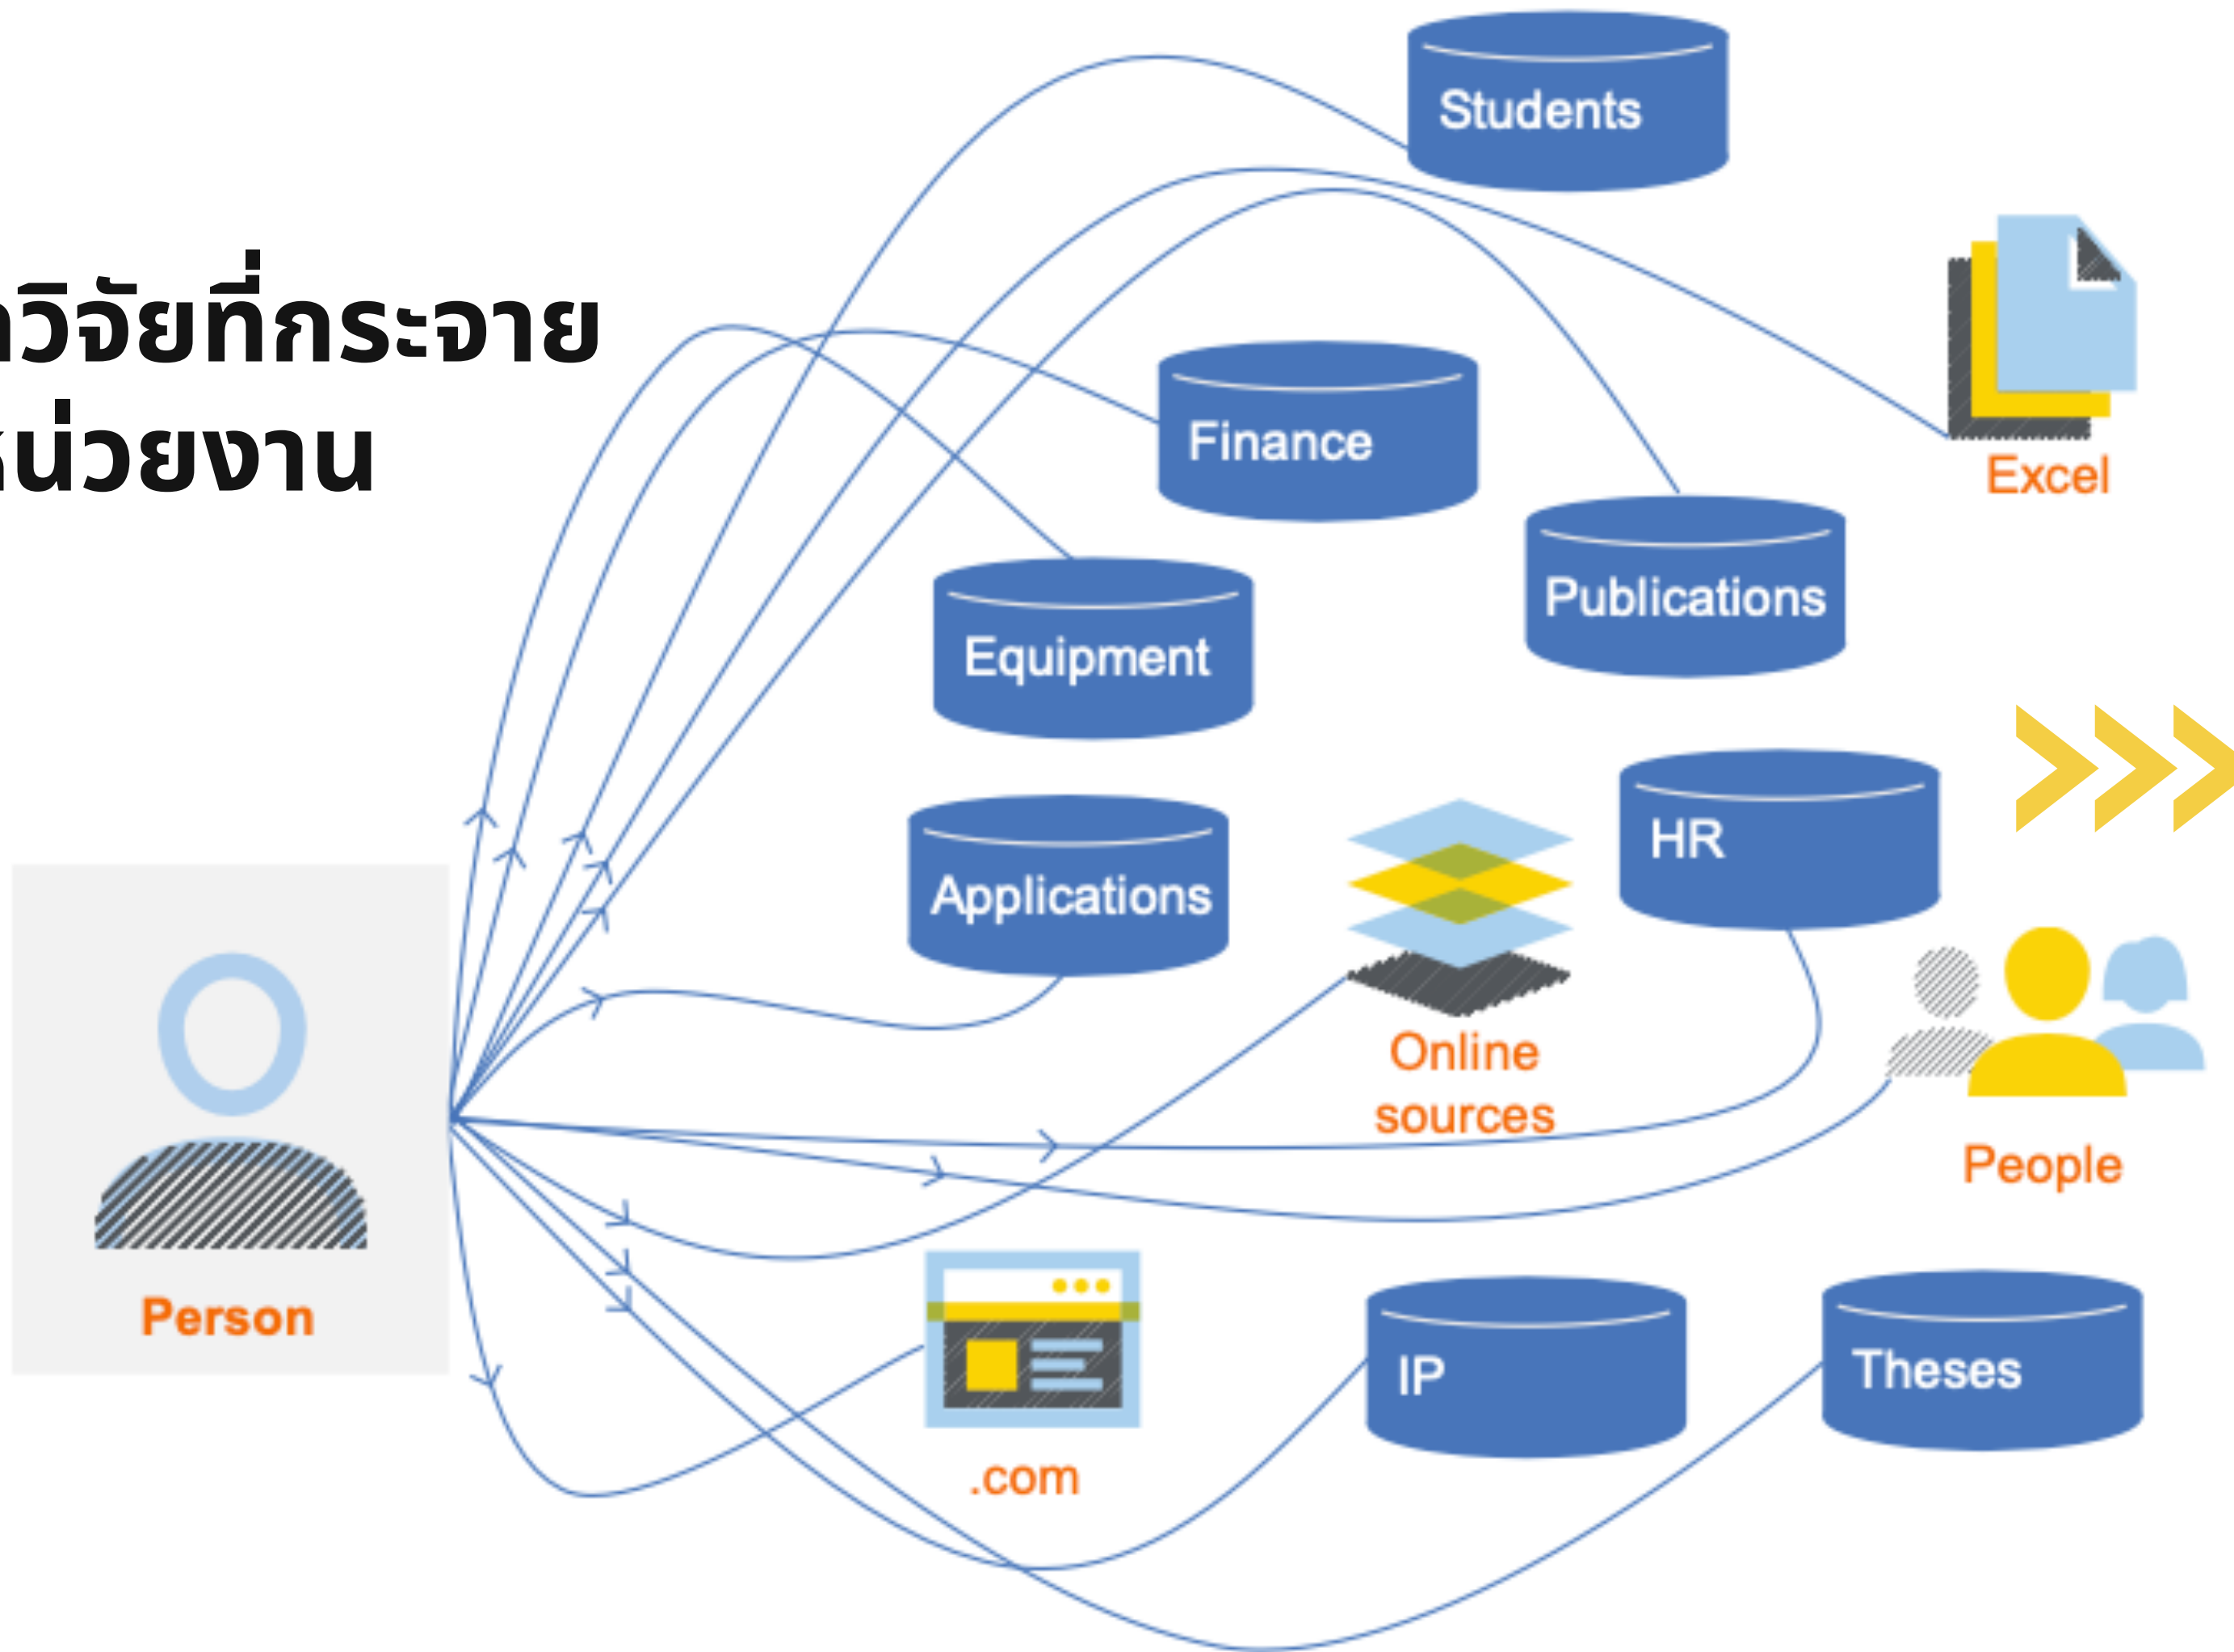 วิจัยที่กระจาย
หน่วยงาน
Students
Excel
Finance
Publications
Equipment
HR
Applications
Online
sources
People
Person
IP
Theses
.com